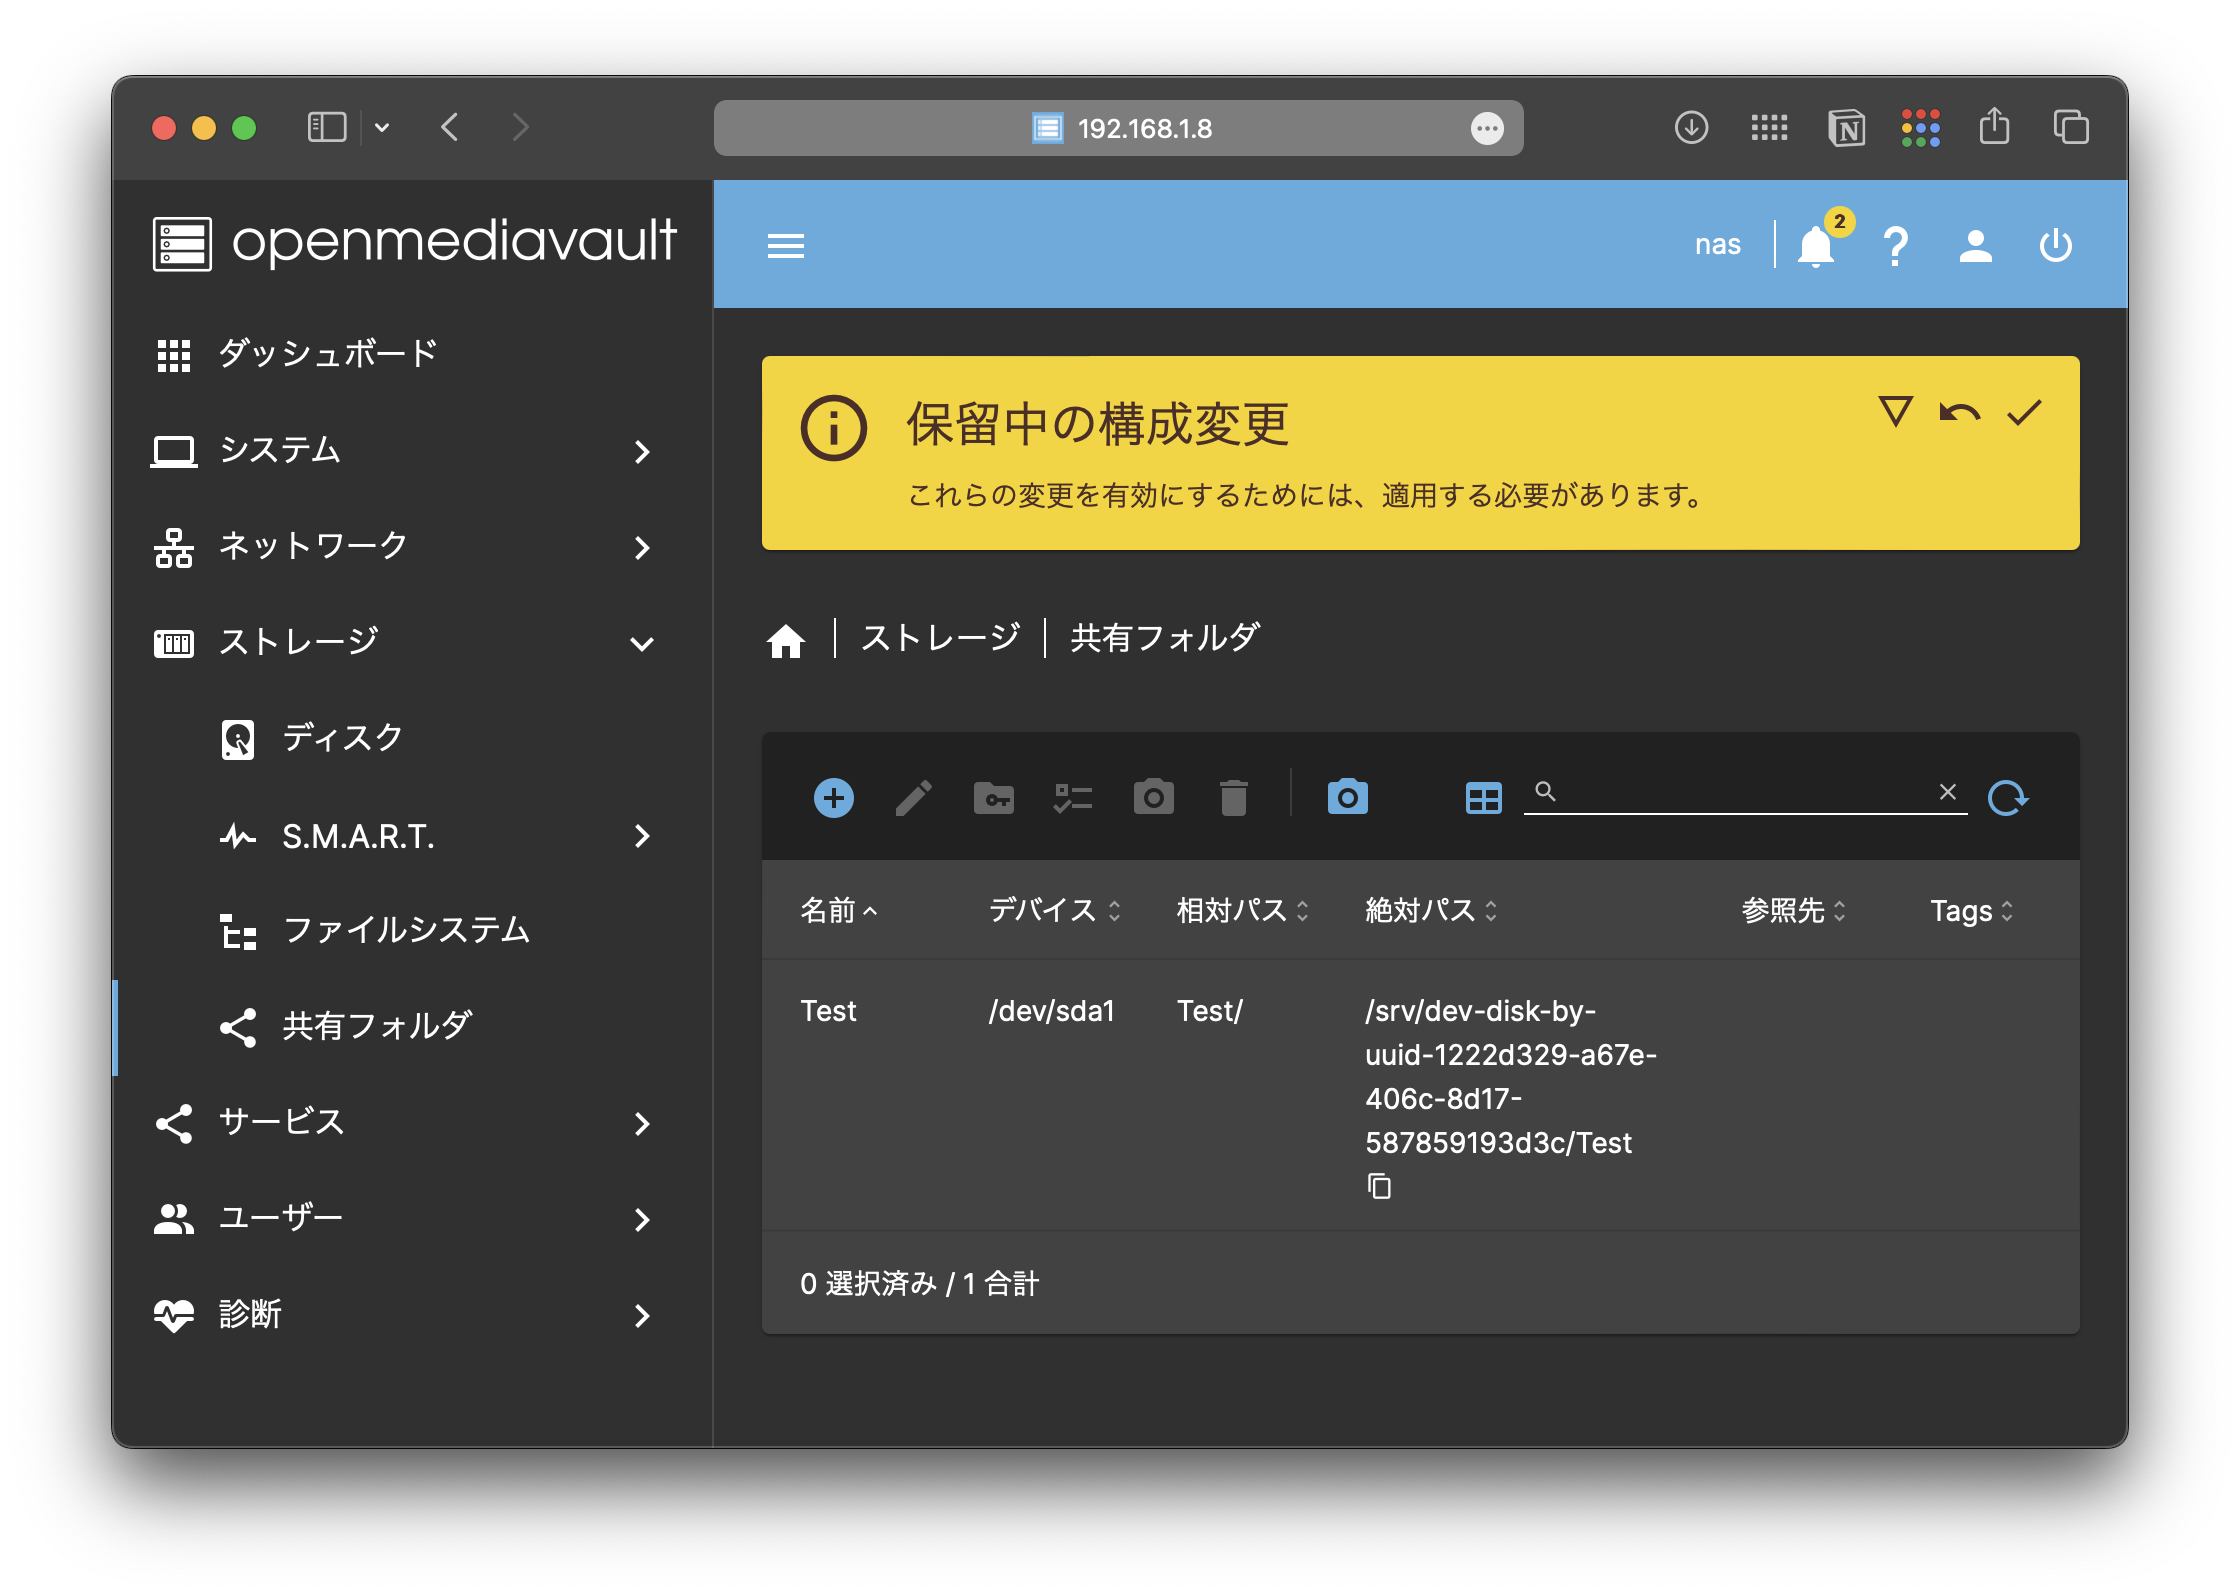 192.168.1.8
openmediavault
nas
2
ダッシュボード
システム
ネットワーク
ストレージ
ディスク
S.M.A.R.T.
ファイルシステム
共有フォルダ
サービス
ユーザー
診断
保留中の構成変更
これらの変更を有効にするためには、適用する必要があります。
ストレージ
共有フォルダ
名前 デバイス 相対パス 絶対パス 参照先 Tags
Test /dev/sda1 Test/ /srv/dev-disk-by-
uuid-1222d329-a67e-
406c-8d17-
587859193d3c/Test
0 選択済み / 1 合計